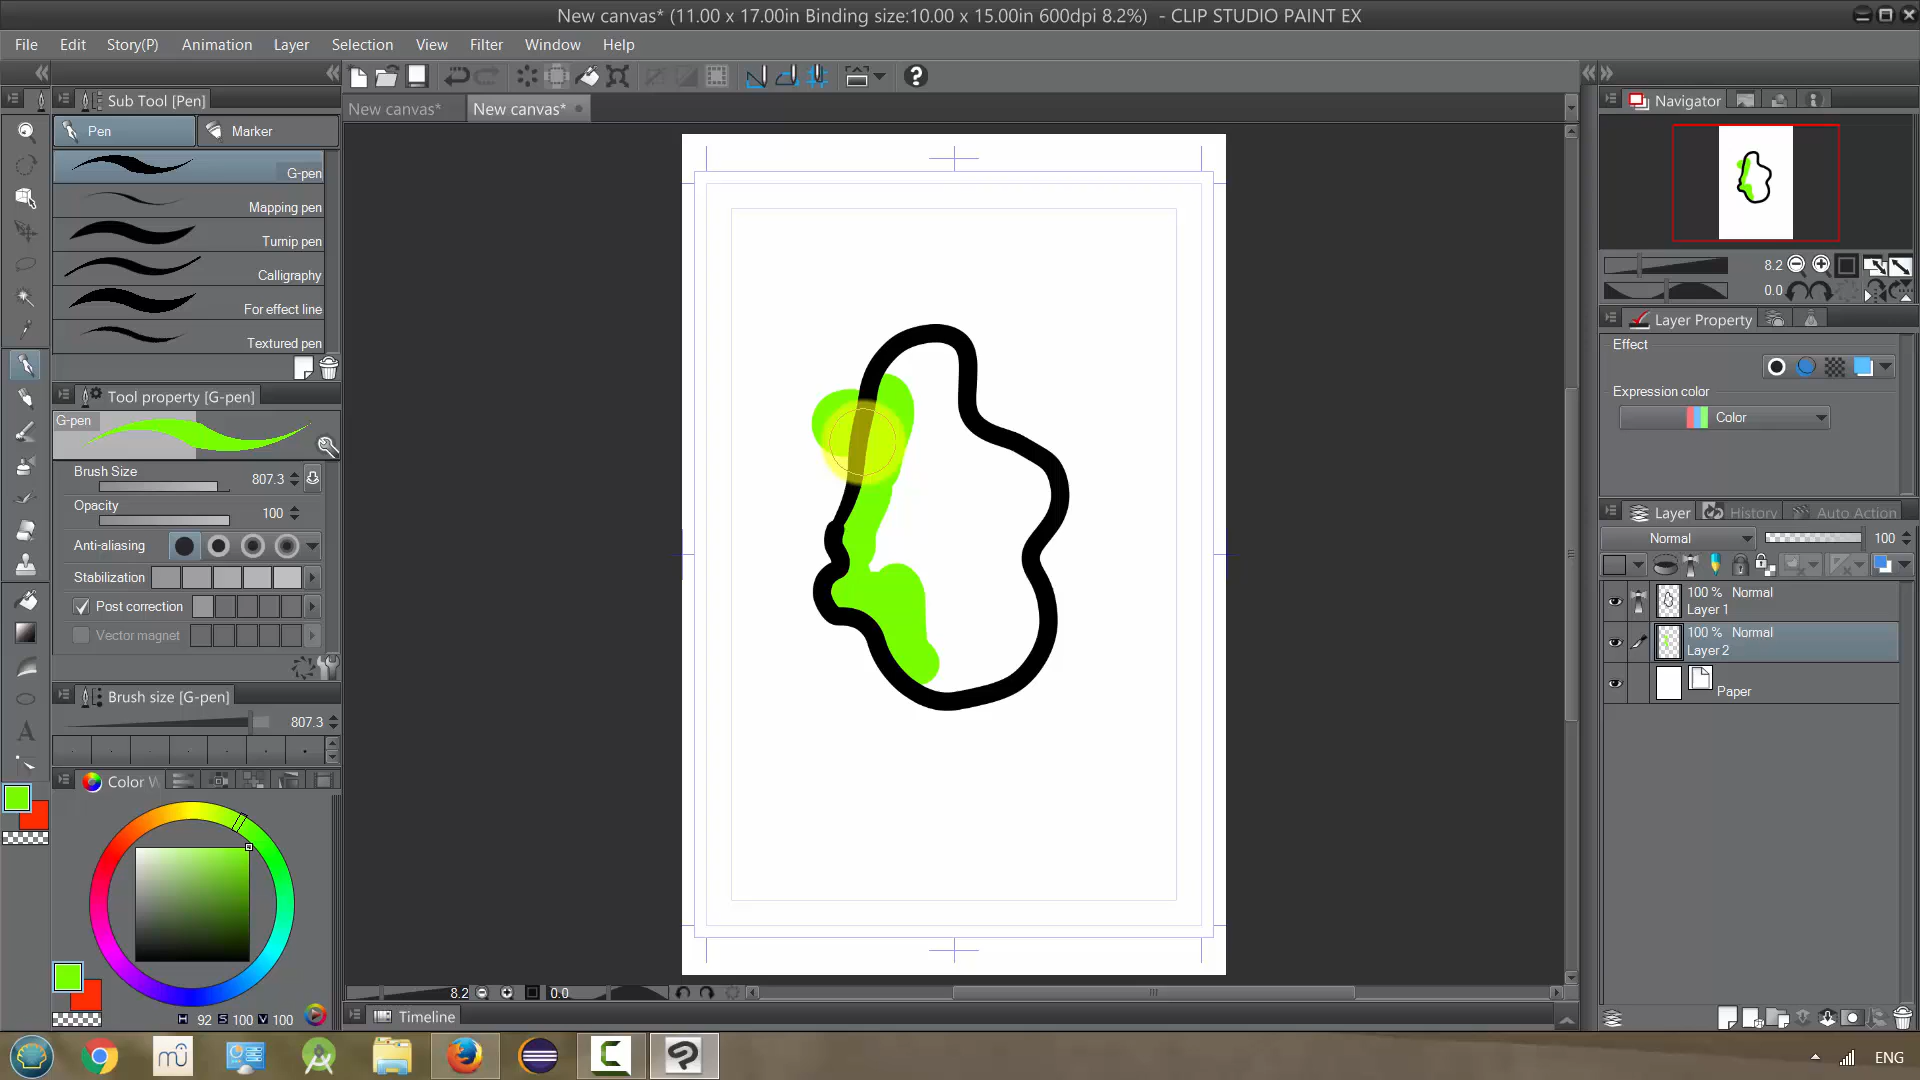 New canvas* (11.00 x 17.00in Binding size:10.00 x 15.00in 600dpi 8.2%) - CLIP STUDIO PAINT EX
File Edit Story(P) Animation Layer Selection View Filter Window Help
Sub Tool [Pen]
New canvas* New canvas*
Navigator
Pen Marker
G-pen
Mapping pen
Turnip pen
Calligraphy
For effect line
Textured pen
8.2
0.0
Layer Property
Effect
Expression color
Color
Tool property [G-pen]
G-pen
Brush Size 807.3
Opacity 100
Anti-aliasing
Stabilization
Post correction
Vector magnet
Layer History Auto Action
Normal 100
100 % Normal
Layer 1
100 % Normal
Layer 2
Paper
Brush size [G-pen]
807.3
Color W
H 92 S 100 V 100
8.2 0.0
Timeline
A
ENG